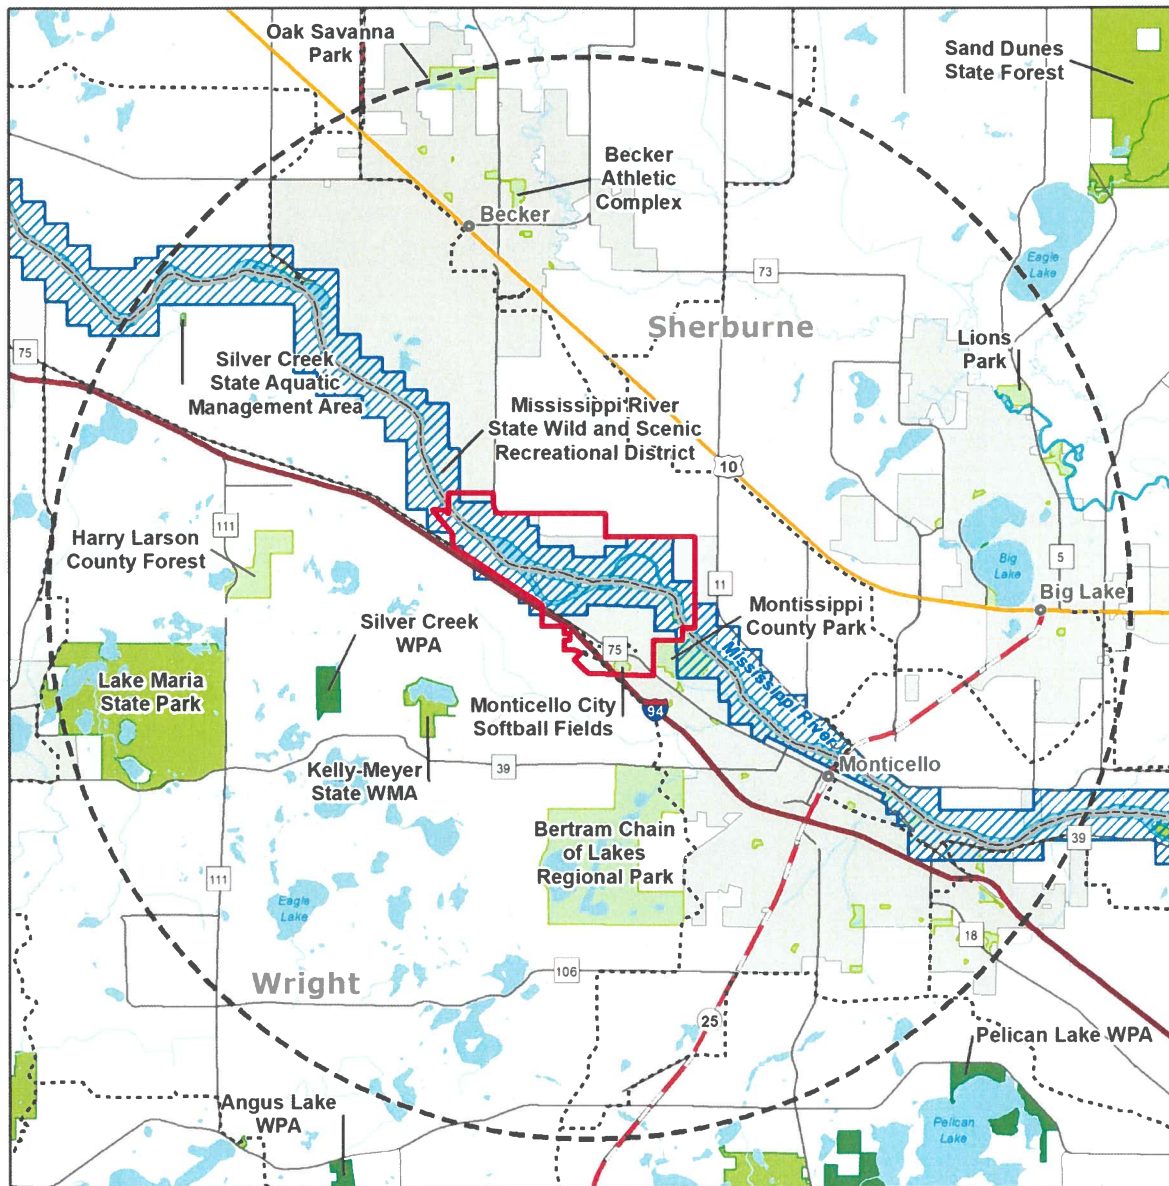 Oak Savanna
Park
Sand Dunes
State Forest
Becker
Athletic
Complex
Becker
Eagle
Lake
73
Sherburne
Lions
Park
75
Silver Creek
State Aquatic
Management Area
Mississippi River
State Wild and Scenic
Recreational District
10
111
Harry Larson
County Forest
Big
Lake
5
11
Big Lake
Montissippi
County Park
Silver Creek
WPA
75
Mississippi River
Lake Maria
State Park
Monticello City
Softball Fields
94
Kelly-Meyer
State WMA
39
Monticello
Bertram Chain
of Lakes
Regional Park
39
111
Eagle
Lake
18
Wright
106
25
Pelican Lake WPA
Angus Lake
WPA
Pelican
Lake